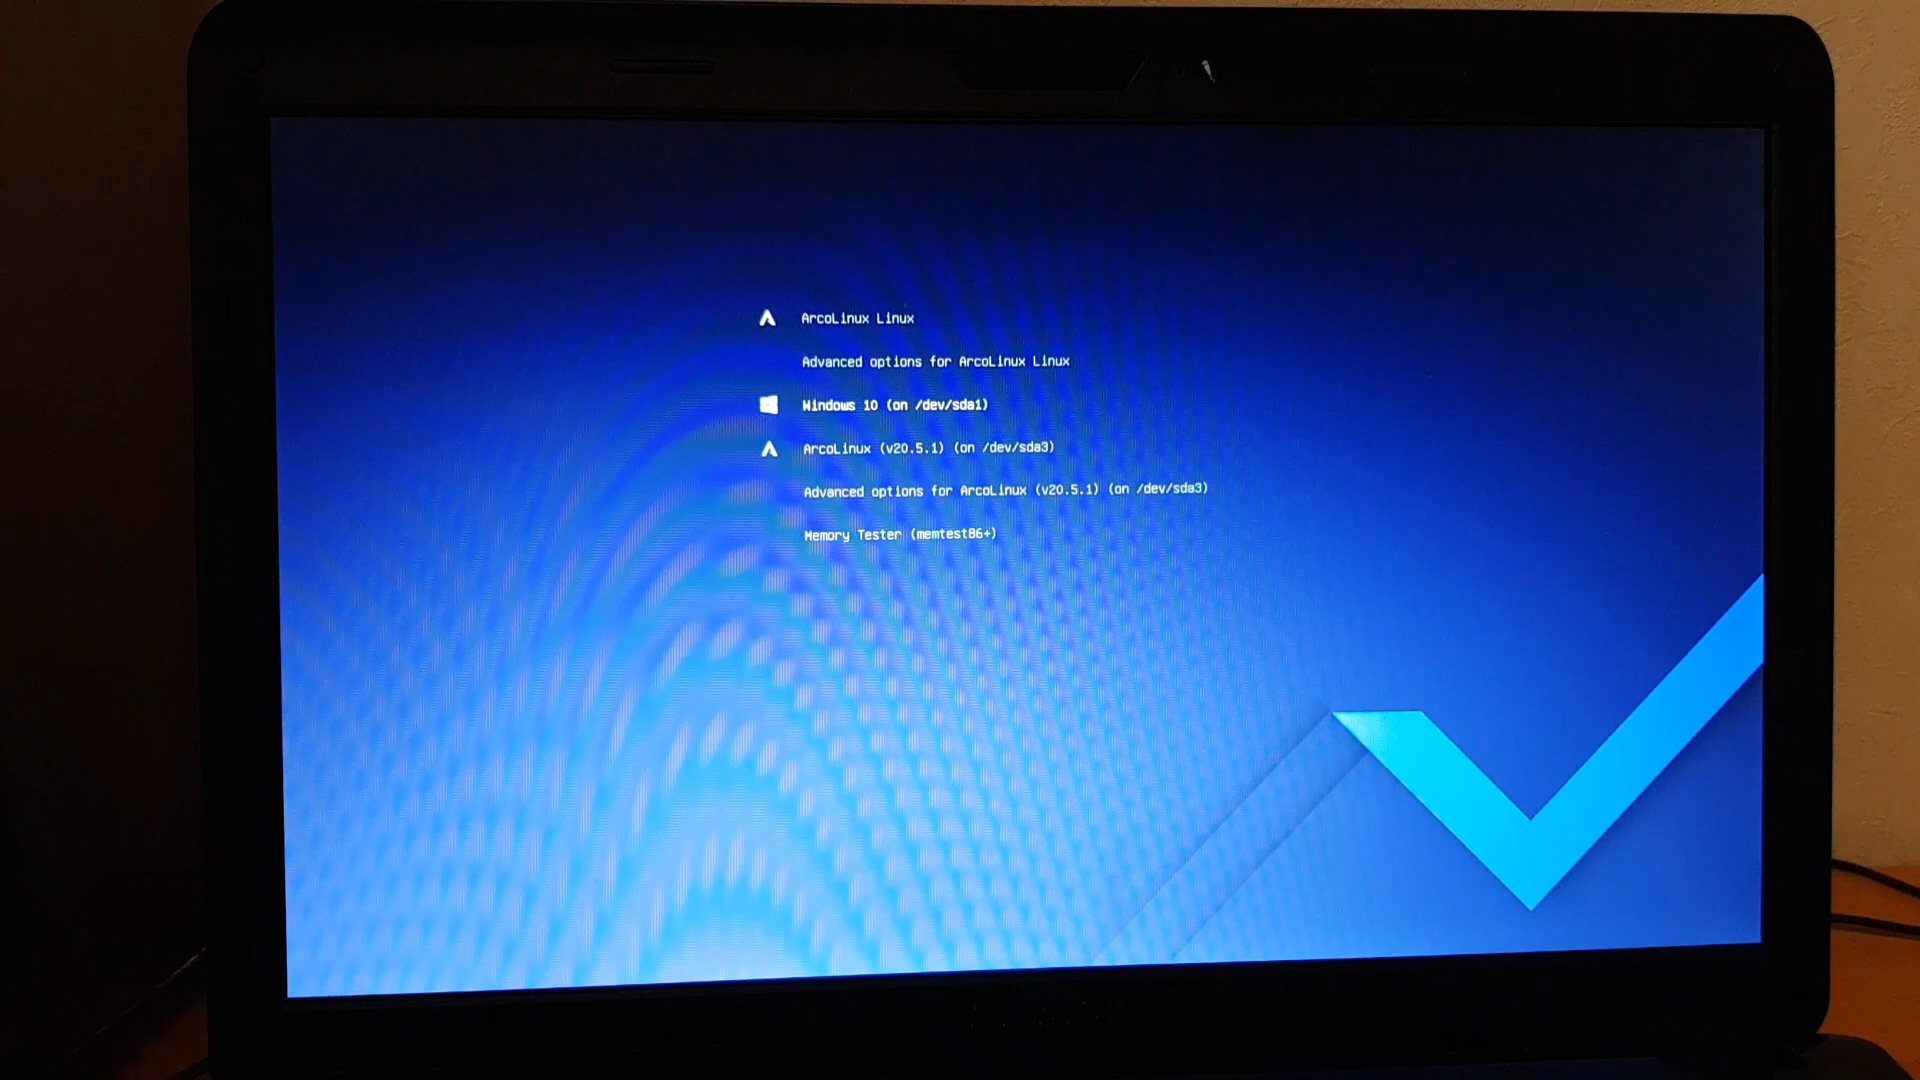 ArcoLinux Linux
Advanced options for ArcoLinux Linux
Windows 10 (on /dev/sda1)
ArcoLinux (v20.5.1) (on /dev/sda3)
Advanced options for ArcoLinux (v20.5.1) (on /dev/sda3)
Memory Tester (memtest86+)